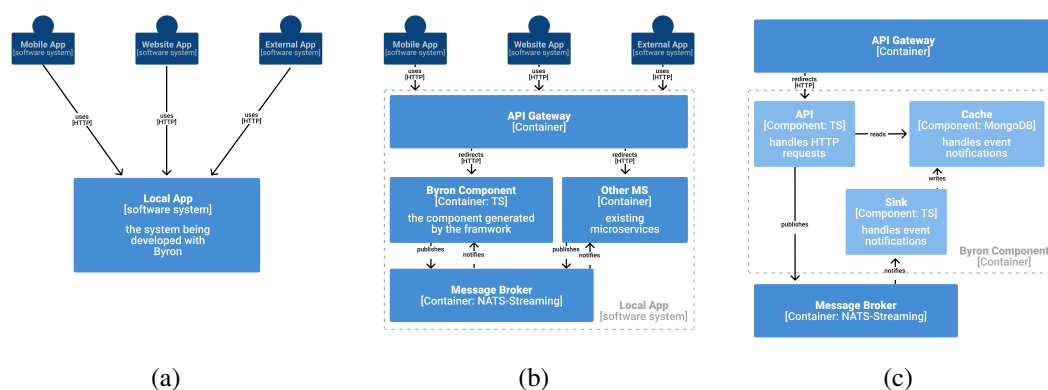 Mobile App
[software system]
Website App
[software system]
External App
[software system]
uses
[HTTP]
uses
[HTTP]
uses
[HTTP]
Local App
[software system]
the system being
developed with
Byron
(a)
Mobile App
[software system]
Website App
[software system]
External App
[software system]
uses
[HTTP]
uses
[HTTP]
uses
[HTTP]
API Gateway
[Container]
redirects
[HTTP]
redirects
[HTTP]
Byron Component
[Container: TS]
the component generated
by the framwork
Other MS
[Container]
existing
microservices
publishes
notifies
publishes
notifies
Message Broker
[Container: NATS-Streaming]
Local App
[software system]
(b)
API Gateway
[Container]
redirects
[HTTP]
API
[Component: TS]
handles HTTP
requests
reads
Cache
[Component: MongoDB]
handles event
notifications
writes
publishes
Sink
[Component: TS]
handles event
notifications
Byron Component
[Container]
notifies
Message Broker
[Container: NATS-Streaming]
(c)